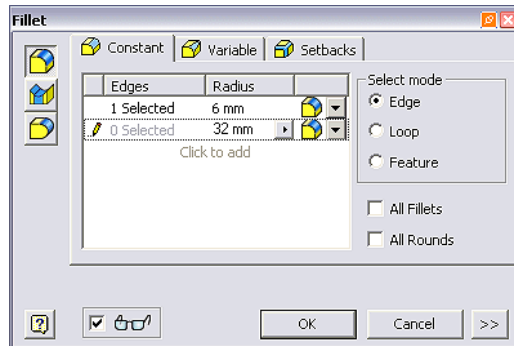 Fillet
Constant Variable Setbacks
Edges Radius
1 Selected 6 mm
0 Selected 32 mm
Click to add
Select mode
Edge
Loop
Feature
All Fillets
All Rounds
OK Cancel >>